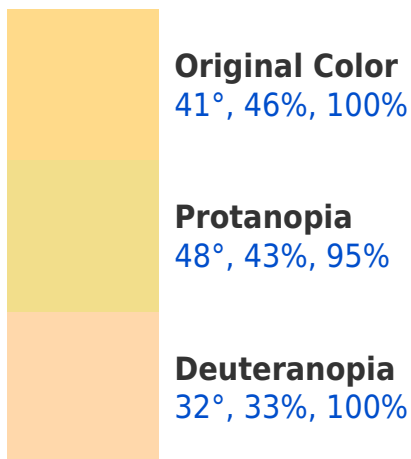 Original Color
41°, 46%, 100%
Protanopia
48°, 43%, 95%
Deuteranopia
32°, 33%, 100%